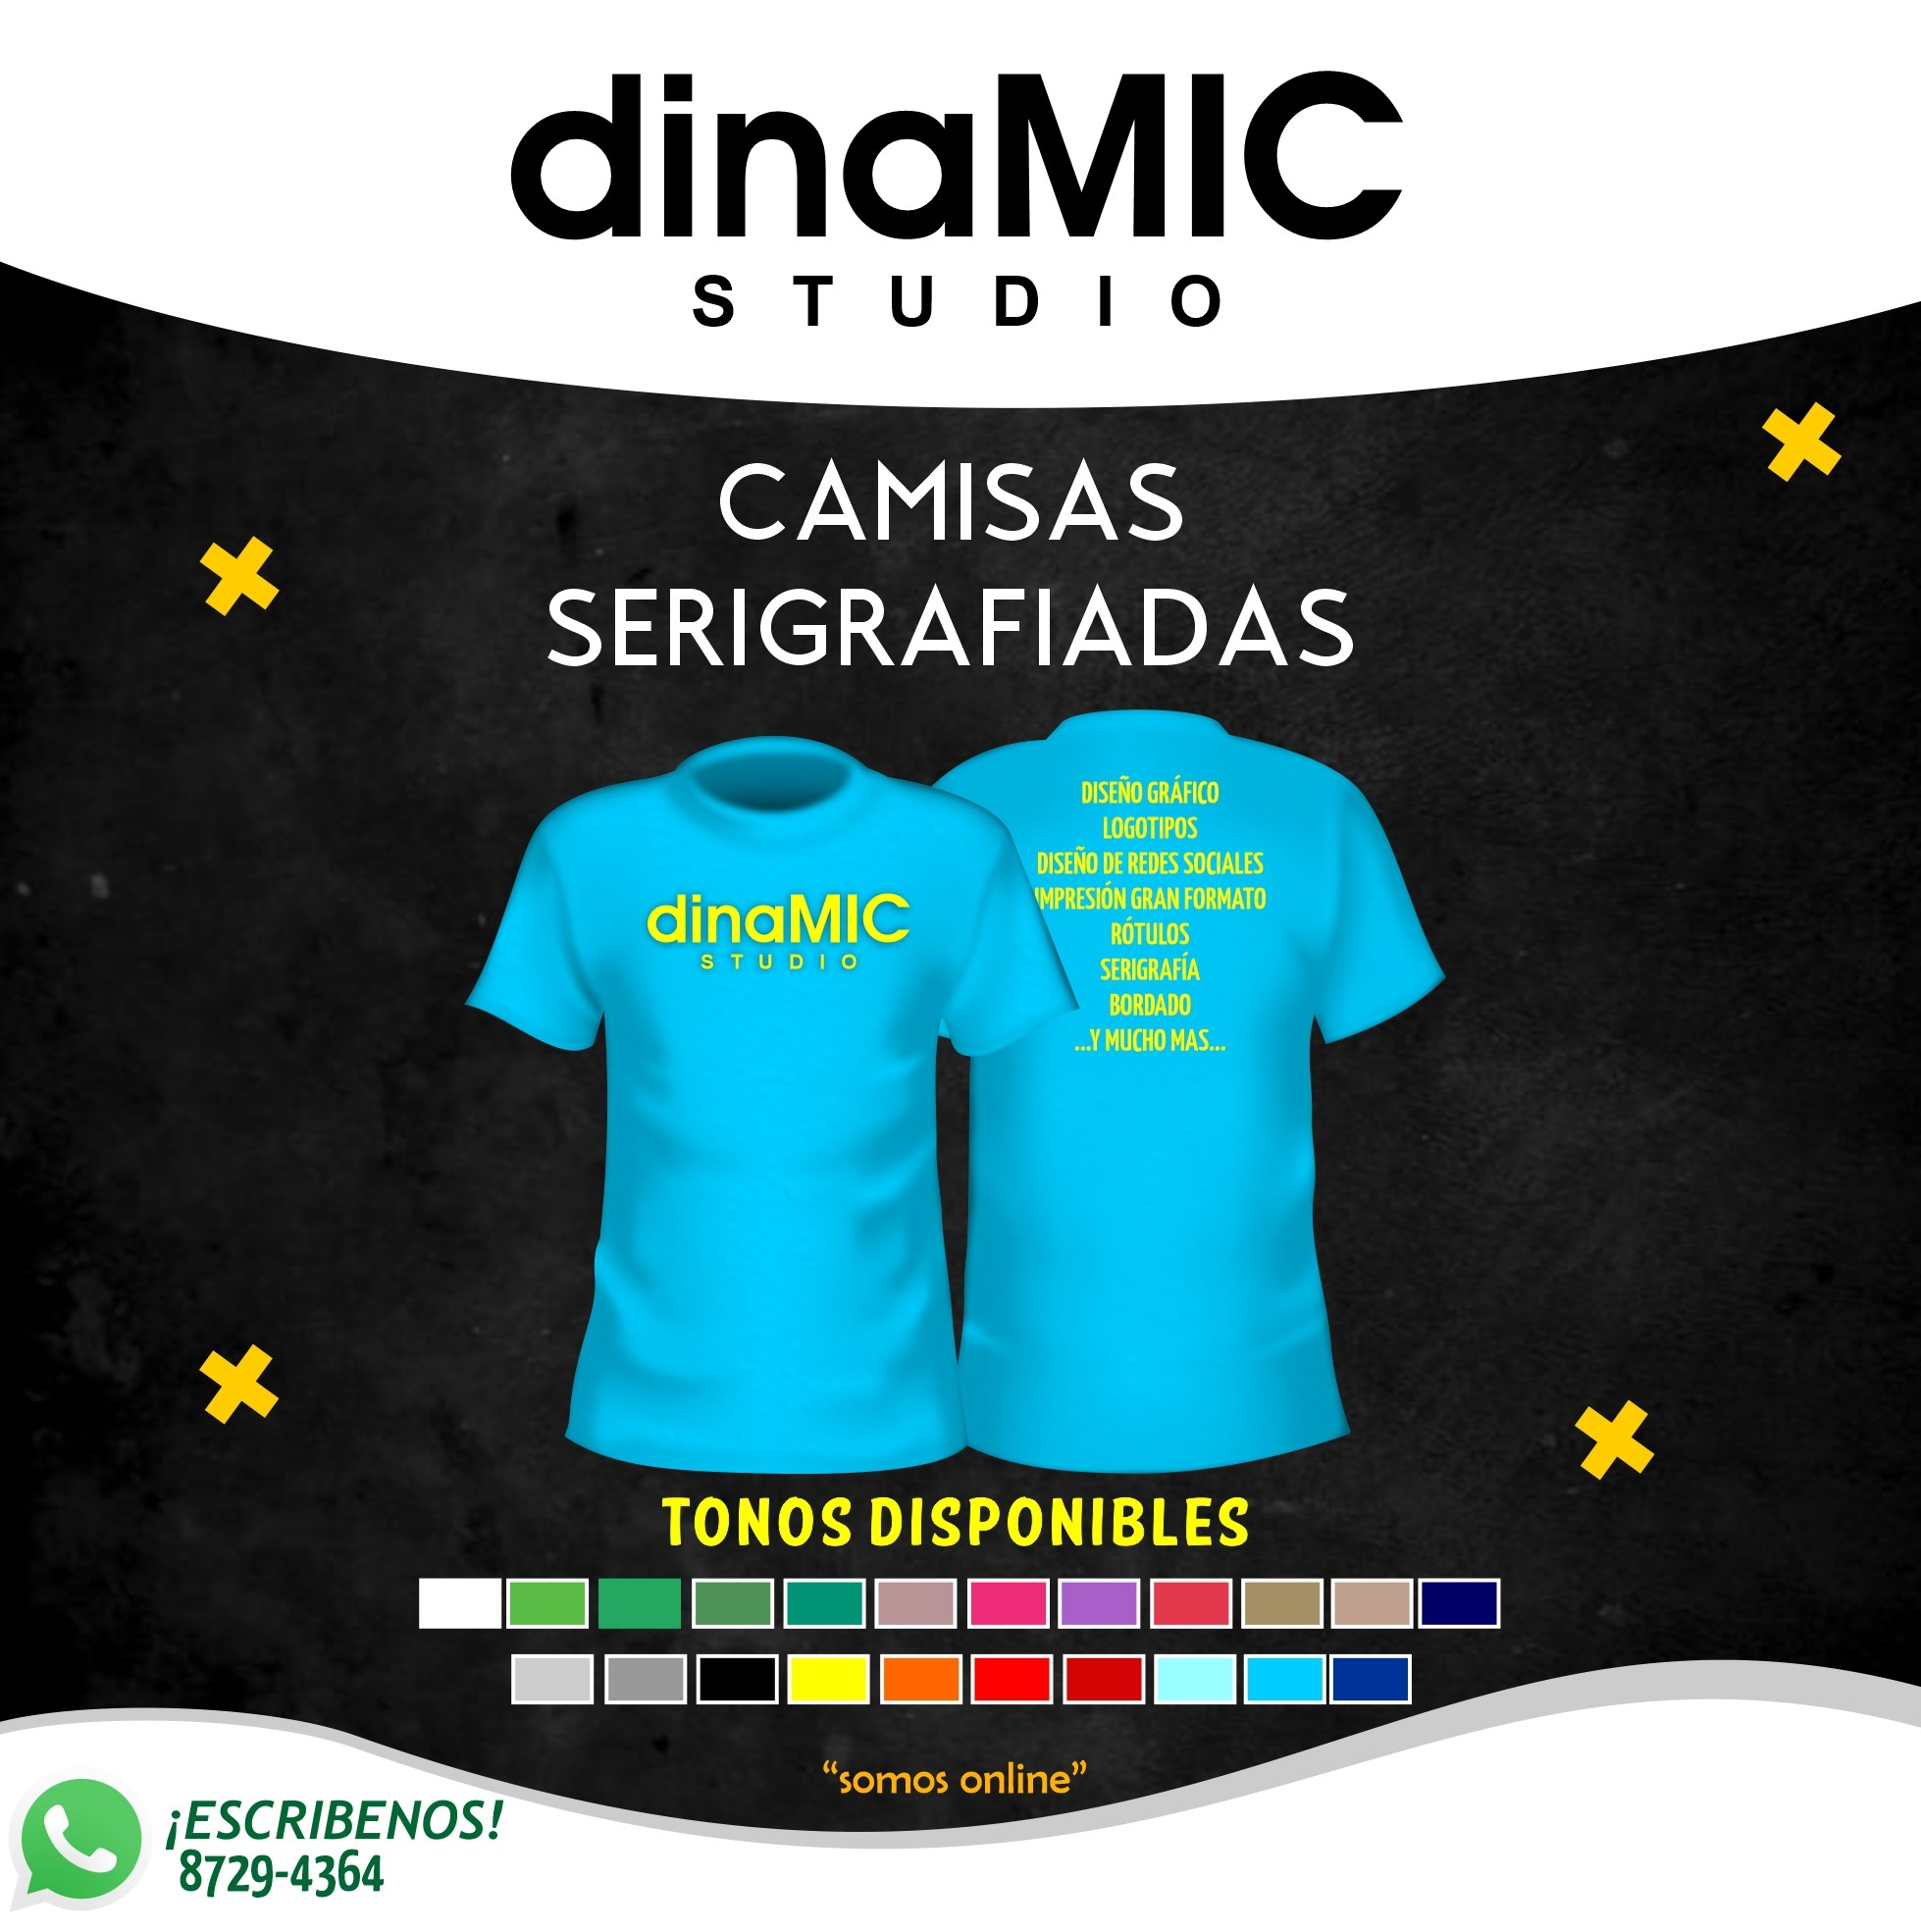 dinaMIC
STUDIO
CAMISAS
SERIGRAFIADAS
dinaMIC
STUDIO
DISEÑO GRÁFICO
LOGOTIPOS
DISEÑO DE REDES SOCIALES
IMPRESIÓN GRAN FORMATO
RÓTULOS
SERIGRAFÍA
BORDADO
...Y MUCHO MAS...
TONOS DISPONIBLES
“somos online”
¡ESCRIBENOS!
8729-4364